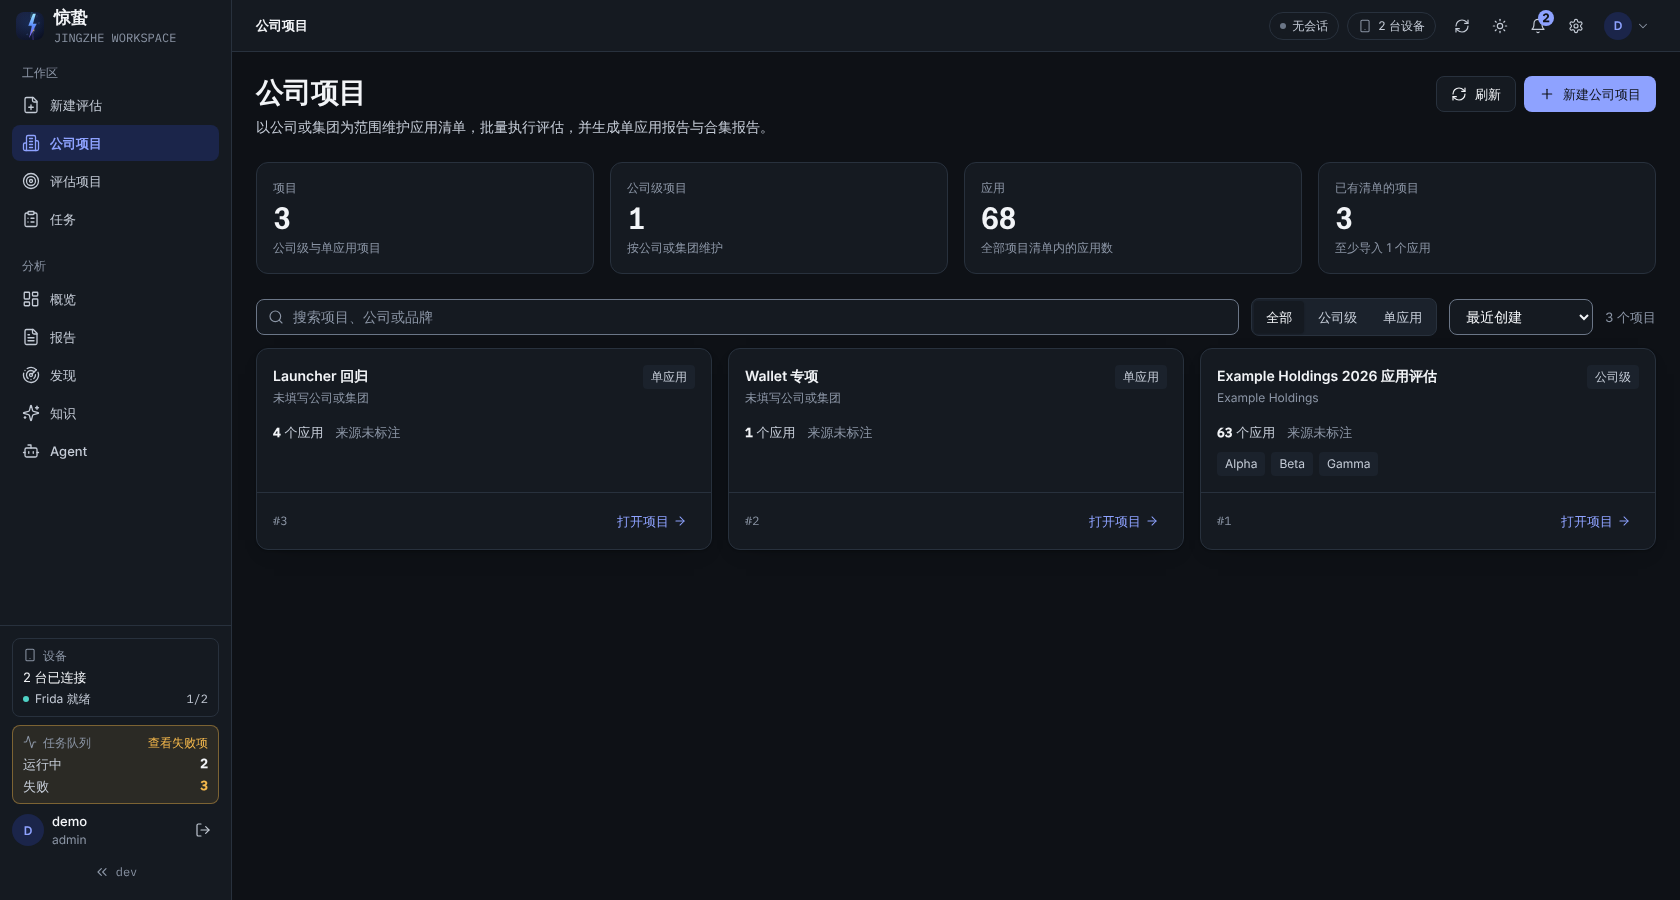 惊蛰
JINGZHE WORKSPACE
工作区
新建评估
公司项目
评估项目
任务
分析
概览
报告
发现
知识
Agent
设备
2 台已连接
Frida 就绪 1/2
任务队列 查看失败项
运行中 2
失败 3
D demo
admin
dev
公司项目
无会话 2 台设备 2 D
公司项目
以公司或集团为范围维护应用清单，批量执行评估，并生成单应用报告与合集报告。
刷新 新建公司项目
项目
3
公司级与单应用项目
公司级项目
1
按公司或集团维护
应用
68
全部项目清单内的应用数
已有清单的项目
3
至少导入 1 个应用
搜索项目、公司或品牌 全部 公司级 单应用 最近创建 3 个项目
Launcher 回归 单应用
未填写公司或集团
4 个应用 来源未标注
#3 打开项目
Wallet 专项 单应用
未填写公司或集团
1 个应用 来源未标注
#2 打开项目
Example Holdings 2026 应用评估 公司级
Example Holdings
63 个应用 来源未标注
Alpha Beta Gamma
#1 打开项目